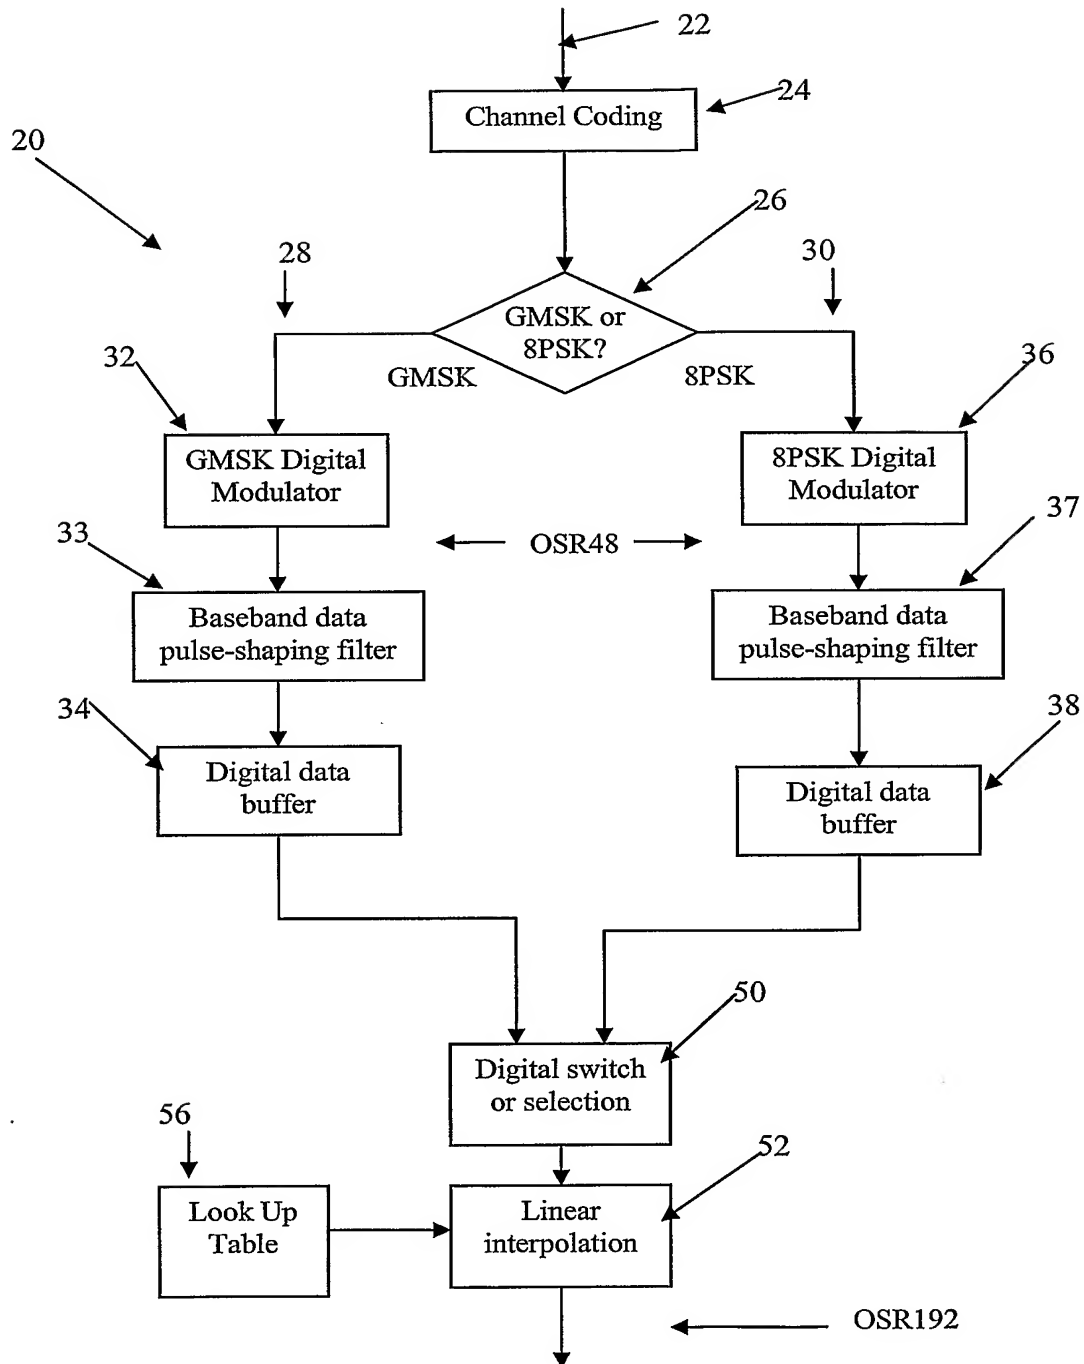 22
Channel Coding
24
20
26
28
30
GMSK or
8PSK?
32
GMSK
8PSK
36
GMSK Digital
Modulator
8PSK Digital
Modulator
33
OSR48
37
Baseband data
pulse-shaping filter
Baseband data
pulse-shaping filter
34
38
Digital data
buffer
Digital data
buffer
50
Digital switch
or selection
56
52
Look Up
Table
Linear
interpolation
OSR192